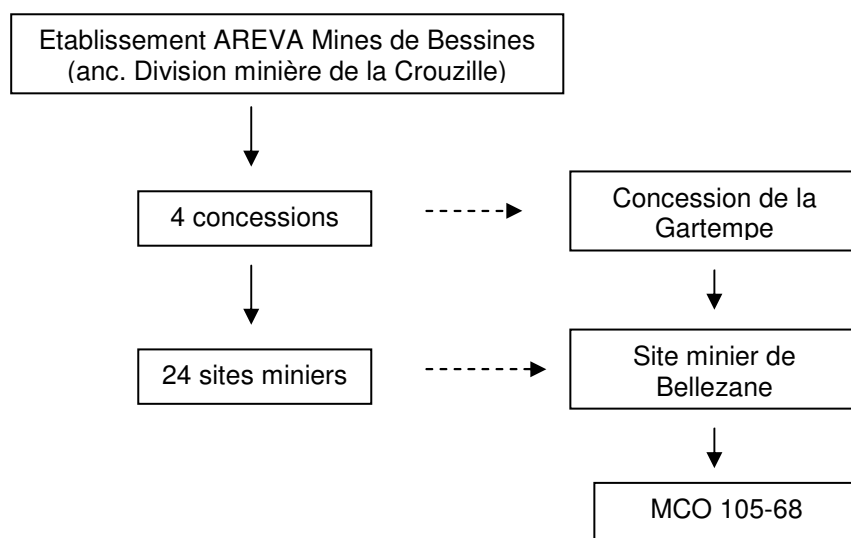 Etablissement AREVA Mines de Bessines
(anc. Division minière de la Crouzille)
4 concessions
Concession de la
Gartempe
24 sites miniers
Site minier de
Bellezane
MCO 105-68